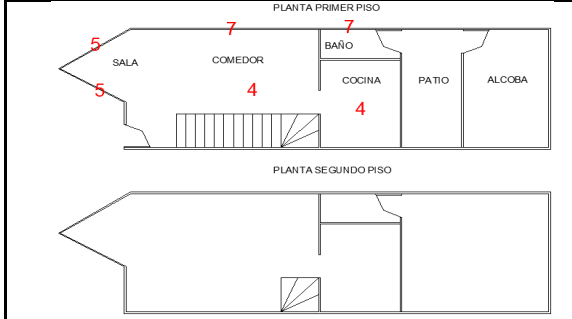 PLANTA PRIMER PISO
7
7
5
BAÑO
SALA
COMEDOR
COCINA
PATIO
ALCOBA
5
4
4
PLANTA SEGUNDO PISO